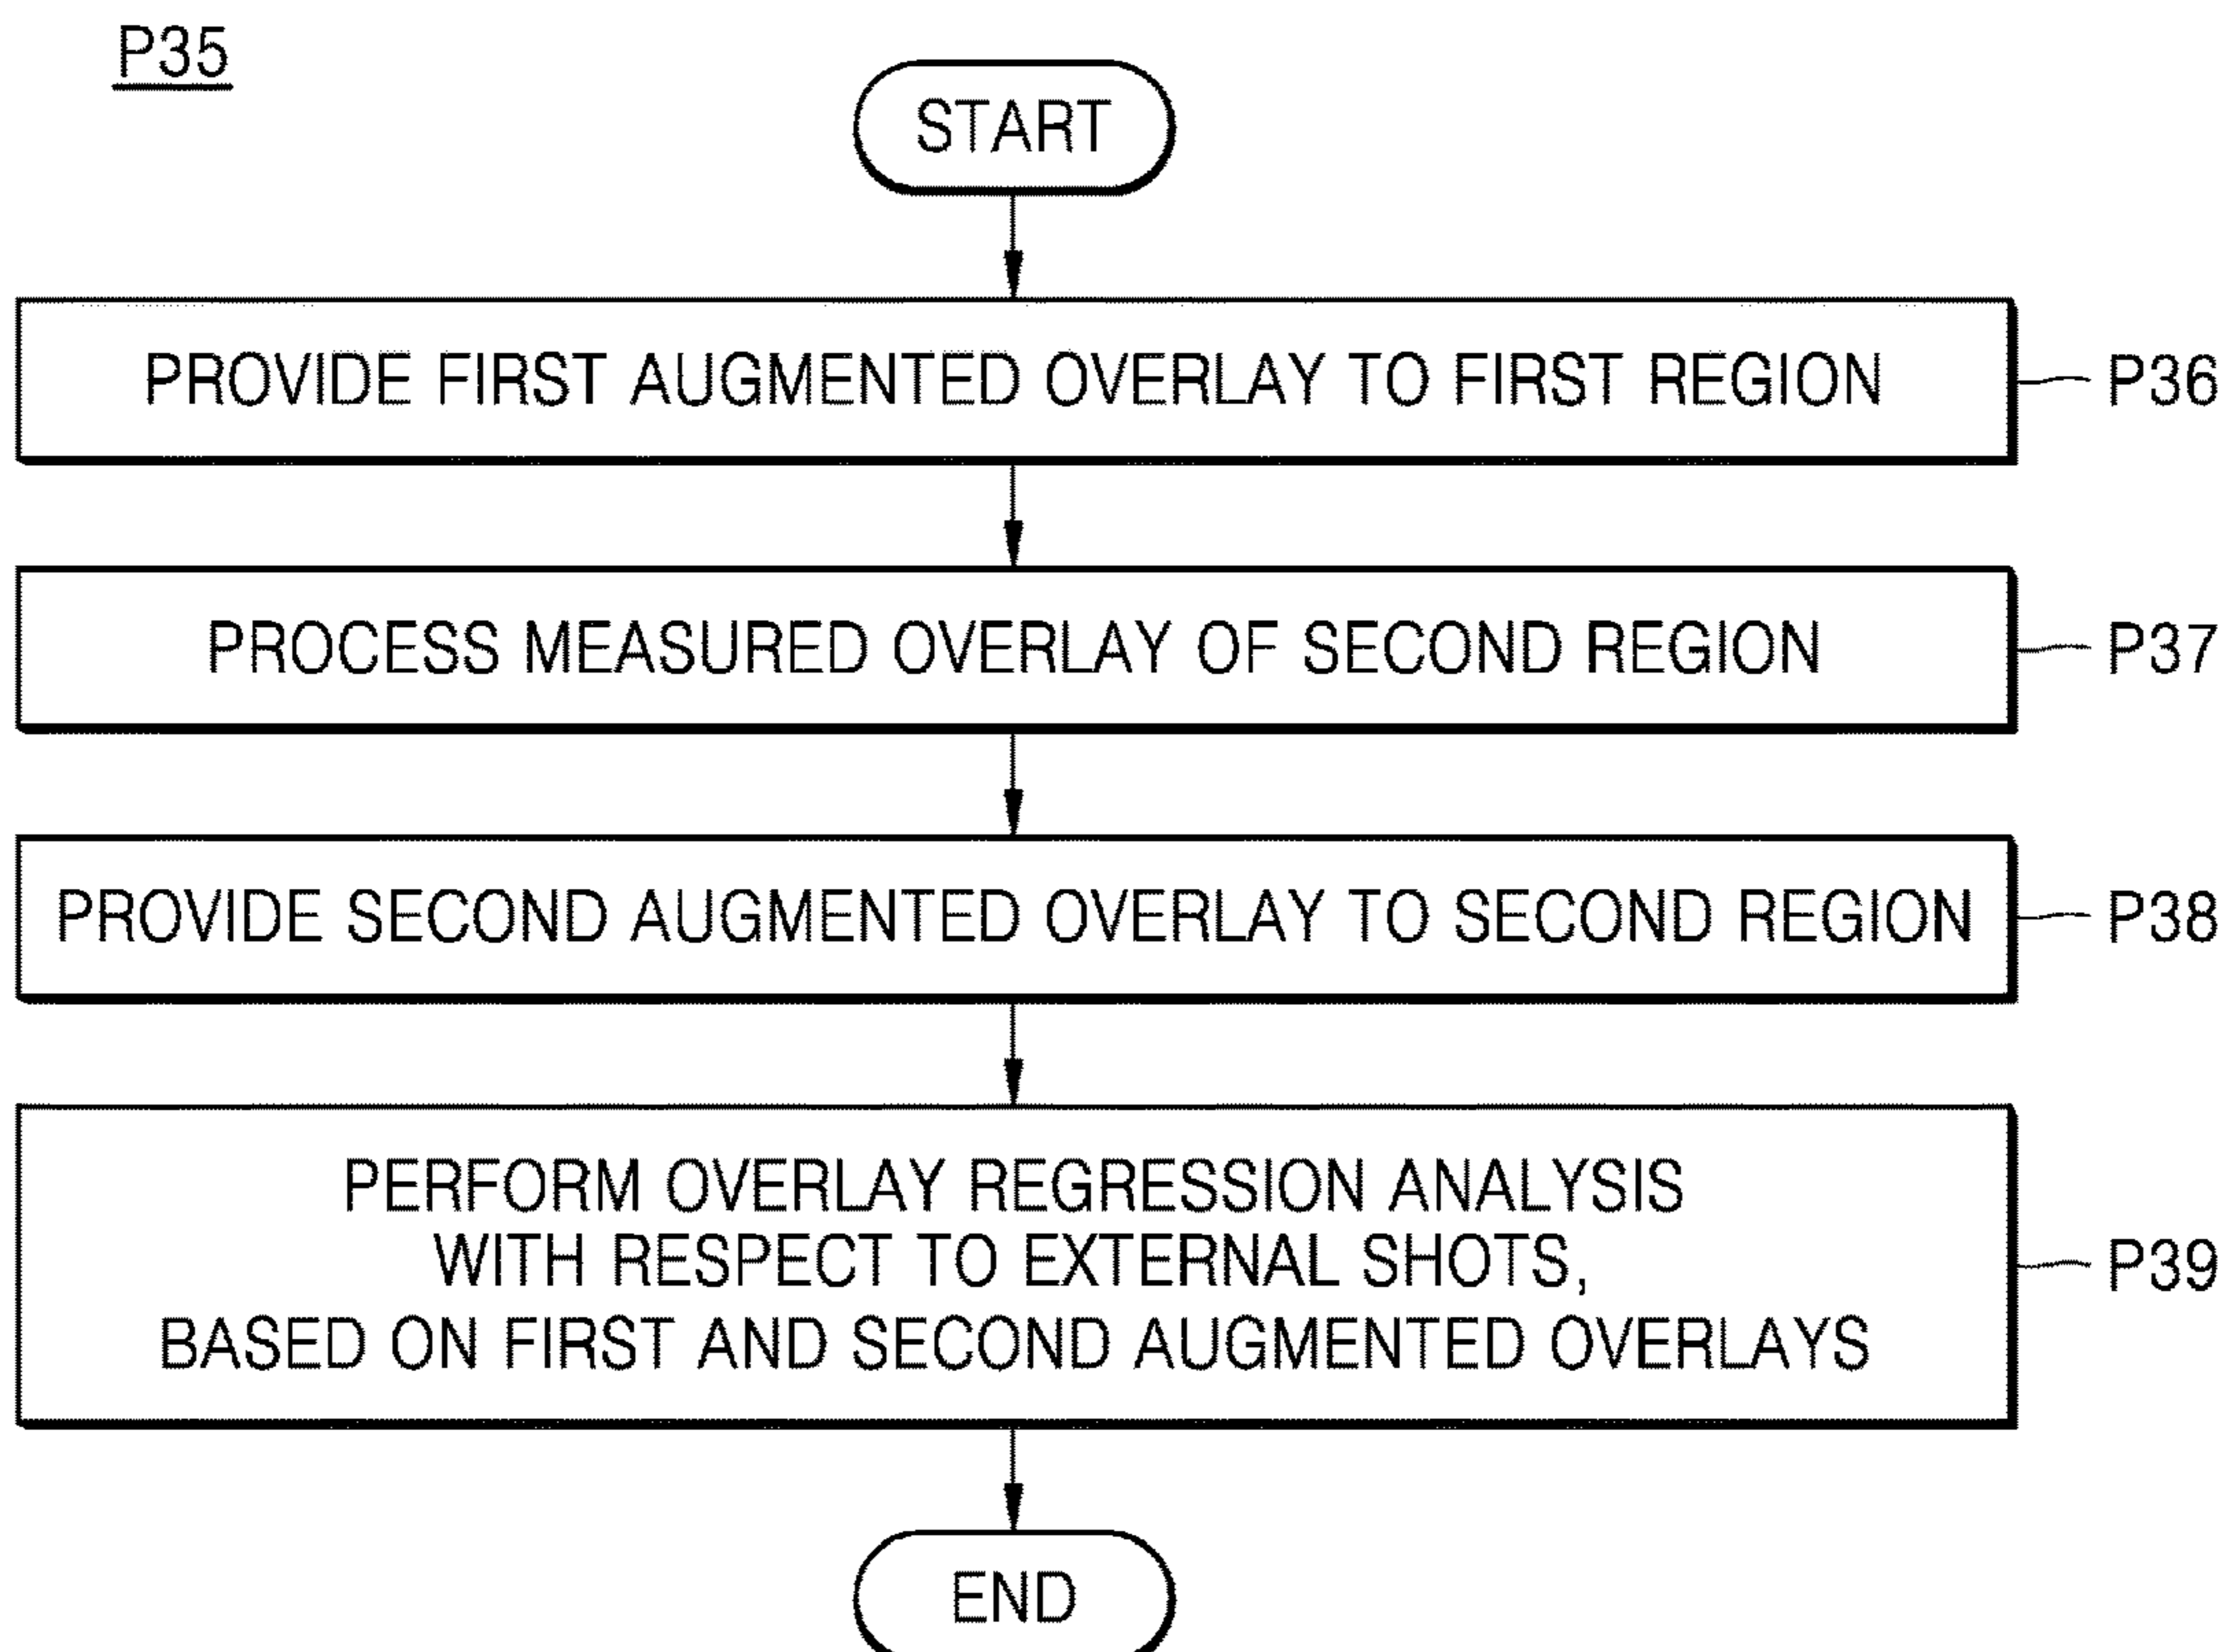 P35
START
PROVIDE FIRST AUGMENTED OVERLAY TO FIRST REGION
P36
PROCESS MEASURED OVERLAY OF SECOND REGION
P37
PROVIDE SECOND AUGMENTED OVERLAY TO SECOND REGION
P38
PERFORM OVERLAY REGRESSION ANALYSIS
WITH RESPECT TO EXTERNAL SHOTS,
BASED ON FIRST AND SECOND AUGMENTED OVERLAYS
P39
END